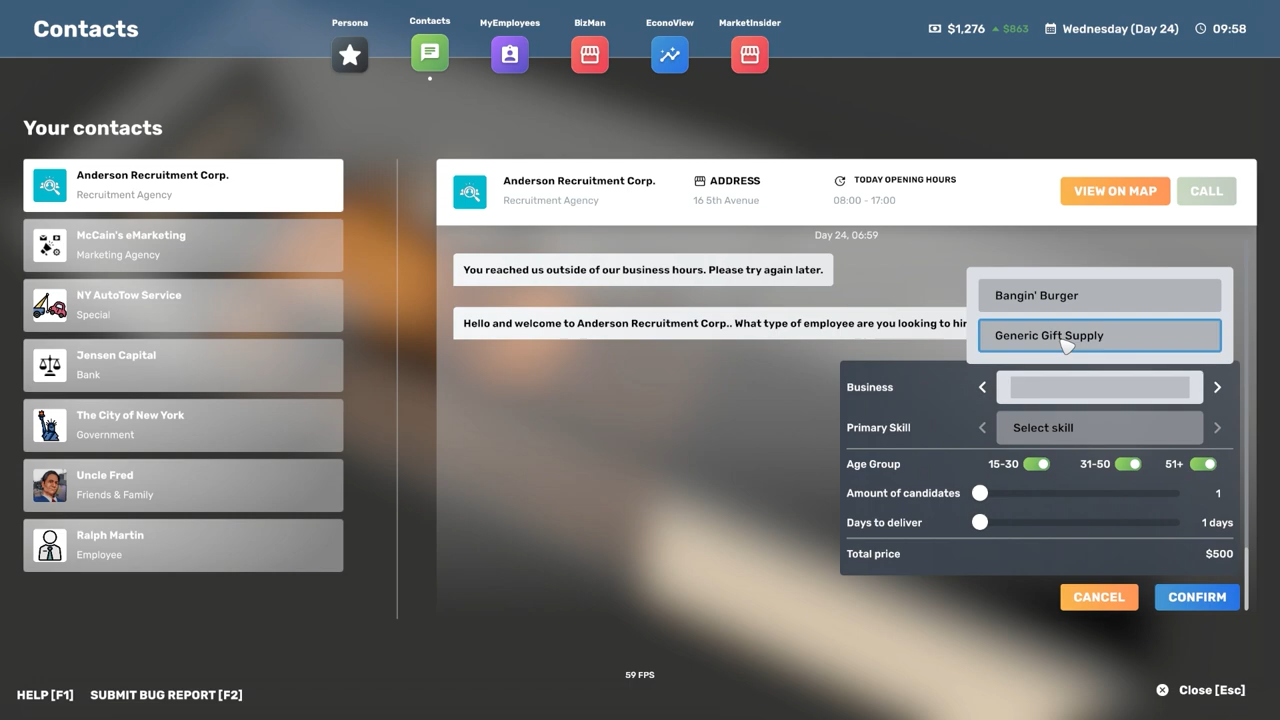 Contacts
Persona
Contacts
MyEmployees
BizMan
EconoView
MarketInsider
$1,276
$863
Wednesday (Day 24)
09:58
Your contacts
Anderson Recruitment Corp.
Recruitment Agency
McCain's eMarketing
Marketing Agency
NY AutoTow Service
Special
Jensen Capital
Bank
The City of New York
Government
Uncle Fred
Friends & Family
Ralph Martin
Employee
Anderson Recruitment Corp.
Recruitment Agency
ADDRESS
16 5th Avenue
TODAY OPENING HOURS
08:00 - 17:00
VIEW ON MAP
CALL
Day 24, 06:59
You reached us outside of our business hours. Please try again later.
Hello and welcome to Anderson Recruitment Corp.. What type of employee are you looking to hir
Bangin' Burger
Generic Gift Supply
Business
Primary Skill
Select skill
Age Group
15-30
31-50
51+
Amount of candidates
1
Days to deliver
1 days
Total price
$500
CANCEL
CONFIRM
59 FPS
HELP [F1]
SUBMIT BUG REPORT [F2]
Close [Esc]